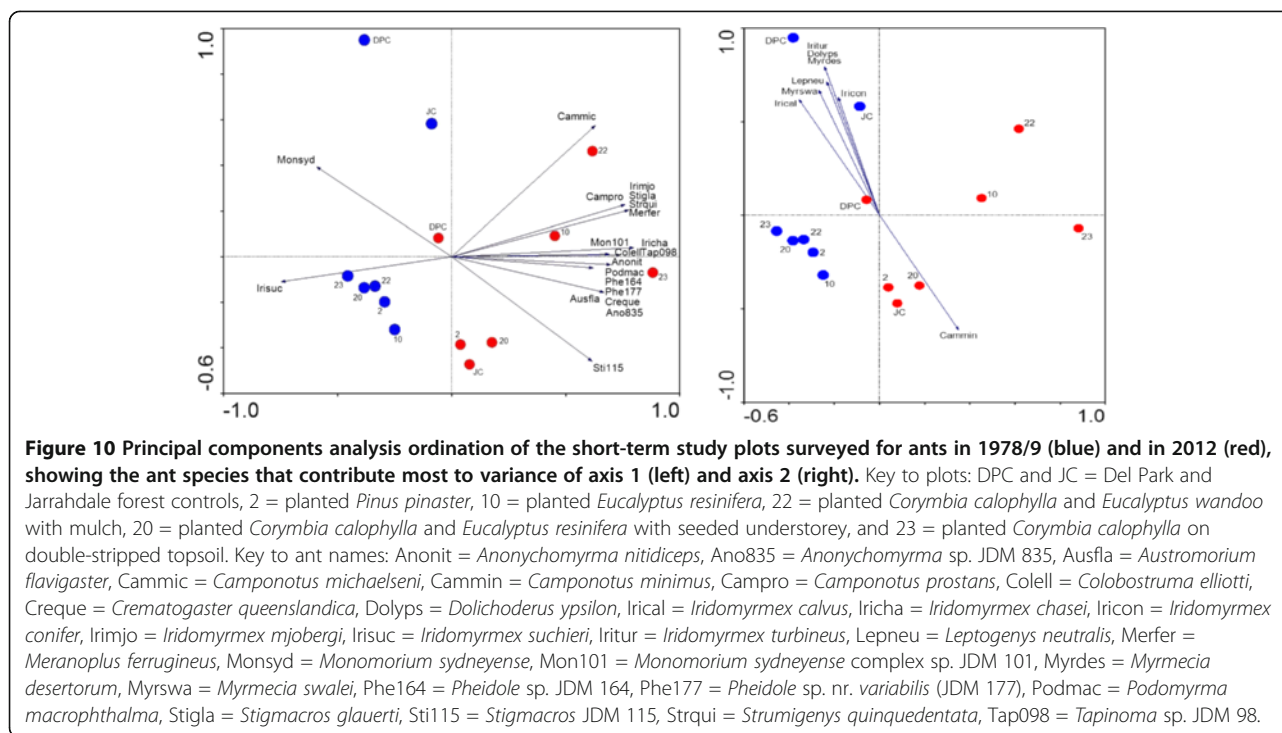 1.0
DPC
JC
Cammic
22
Monsyd
Irimjo
Campro
Stigla
Strqui
Merfer
DPC
10
Mon101
Iricha
ColellTap098
Anonit
23
Podmac
Phe164
Irisuc
23
22
20
Phe177
Ausfla
Creque
2
Ano835
10
2
20
JC
Sti115
-0.6
-1.0
1.0
1.0
DPC
Iritur
Dolyps
Myrdes
Lepneu
Myrswa
Iricon
Irical
JC
22
DPC
10
23
22
20
23
2
10
2
20
JC
Cammin
-1.0
-0.6
1.0
Figure 10 Principal components analysis ordination of the short-term study plots surveyed for ants in 1978/9 (blue) and in 2012 (red),
showing the ant species that contribute most to variance of axis 1 (left) and axis 2 (right). Key to plots: DPC and JC = Del Park and
Jarrahdale forest controls, 2 = planted Pinus pinaster, 10 = planted Eucalyptus resinifera, 22 = planted Corymbia calophylla and Eucalyptus wandoo
with mulch, 20 = planted Corymbia calophylla and Eucalyptus resinifera with seeded understorey, and 23 = planted Corymbia calophylla on
double-stripped topsoil. Key to ant names: Anonit = Anonychomyrma nitidiceps, Ano835 = Anonychomyrma sp. JDM 835, Ausfla = Austromorium
flavigaster, Cammic = Camponotus michaelseni, Cammin = Camponotus minimus, Campro = Camponotus prostans, Colell = Colobostruma elliotti,
Creque = Crematogaster queenslandica, Dolyps = Dolichoderus ypsilon, Irical = Iridomyrmex calvus, Iricha = Iridomyrmex chasei, Iricon = Iridomyrmex
conifer, Irimjo = Iridomyrmex mjobergi, Irisuc = Iridomyrmex suchieri, Iritur = Iridomyrmex turbineus, Lepneu = Leptogenys neutralis, Merfer =
Meranoplus ferrugineus, Monsyd = Monomorium sydneyense, Mon101 = Monomorium sydneyense complex sp. JDM 101, Myrdes = Myrmecia
desertorum, Myrswa = Myrmecia swalei, Phe164 = Pheidole sp. JDM 164, Phe177 = Pheidole sp. nr. variabilis (JDM 177), Podmac = Podomyrma
macrophthalma, Stigla = Stigmacros glauerti, Sti115 = Stigmacros JDM 115, Strqui = Strumigenys quinquedentata, Tap098 = Tapinoma sp. JDM 98.